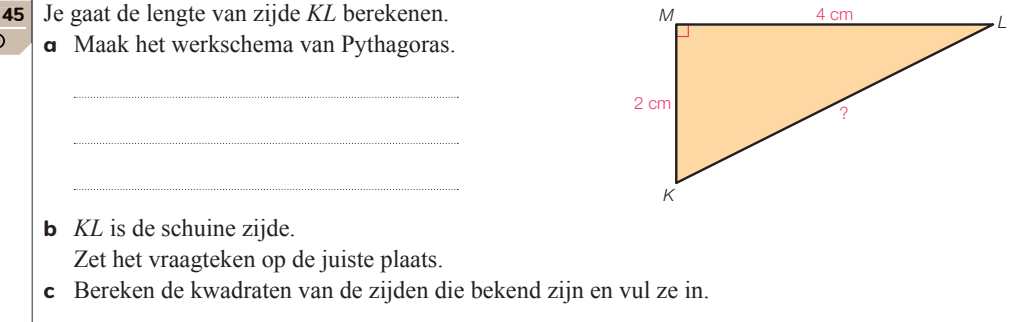 45 Je gaat de lengte van zijde KL berekenen.
a Maak het werkschema van Pythagoras.
b KL is de schuine zijde.
Zet het vraagteken op de juiste plaats.
c Bereken de kwadraten van de zijden die bekend zijn en vul ze in.
M 4 cm L
2 cm
?
K